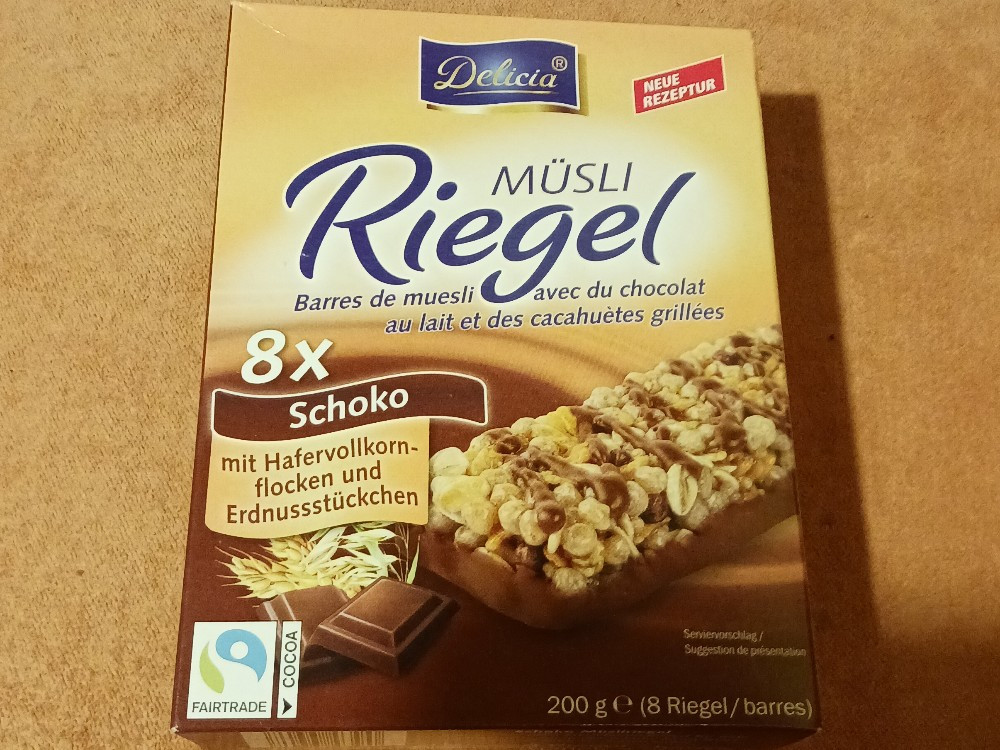 Delicia®
NEUE
REZEPTUR
MÜSLI
Riegel
Barres de muesli avec du chocolat
au lait et des cacahuètes grillées
8x
Schoko
mit Hafervollkorn-
flocken und
Erdnussstückchen
FAIRTRADE
COCOA
Serviervorschlag /
Suggestion de présentation
200 g ℮ (8 Riegel/barres)